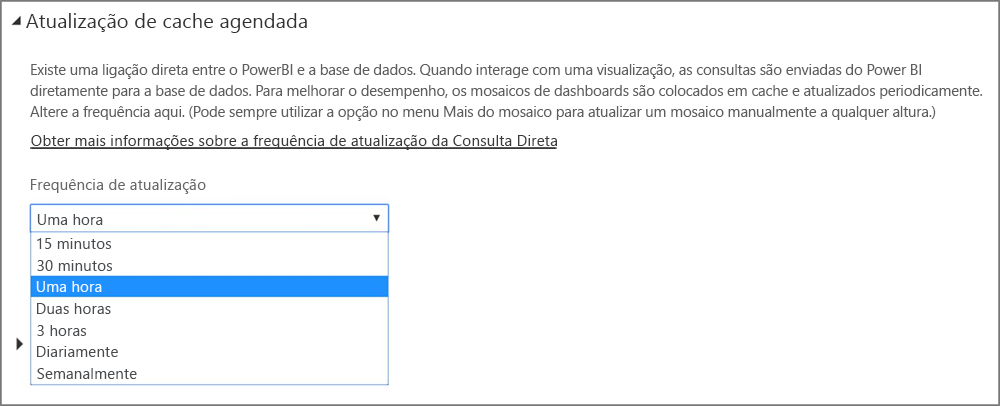 Atualização de cache agendada
Existe uma ligação direta entre o PowerBI e a base de dados. Quando interage com uma visualização, as consultas são enviadas do Power BI
diretamente para a base de dados. Para melhorar o desempenho, os mosaicos de dashboards são colocados em cache e atualizados periodicamente.
Altere a frequência aqui. (Pode sempre utilizar a opção no menu Mais do mosaico para atualizar um mosaico manualmente a qualquer altura.)
Obter mais informações sobre a frequência de atualização da Consulta Direta
Frequência de atualização
Uma hora
15 minutos
30 minutos
Uma hora
Duas horas
3 horas
Diariamente
Semanalmente